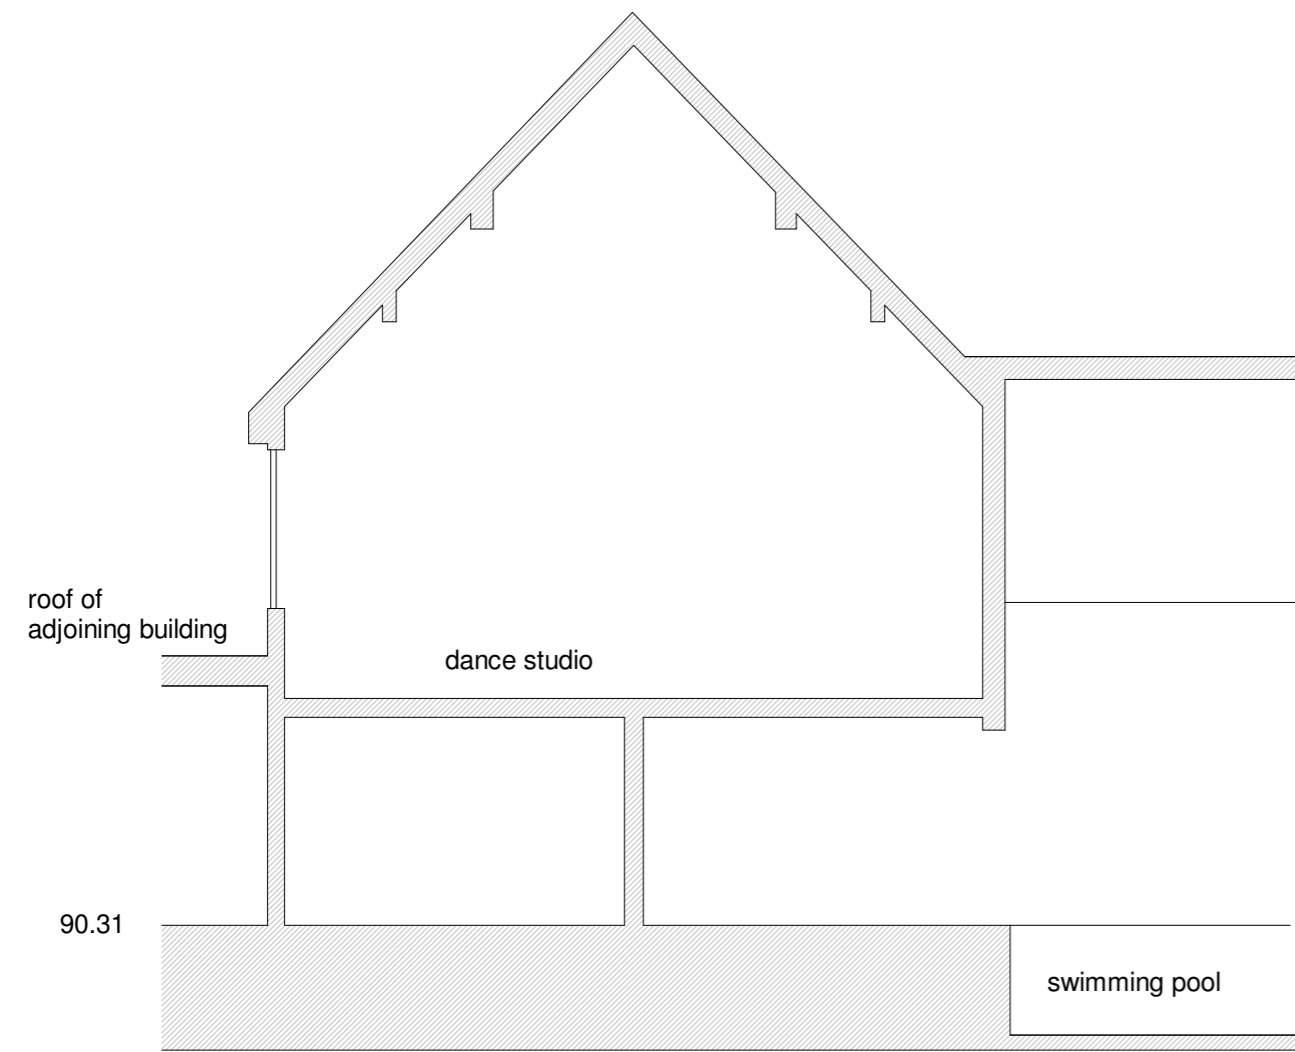 roof of
adjoining building
dance studio
90.31
swimming pool